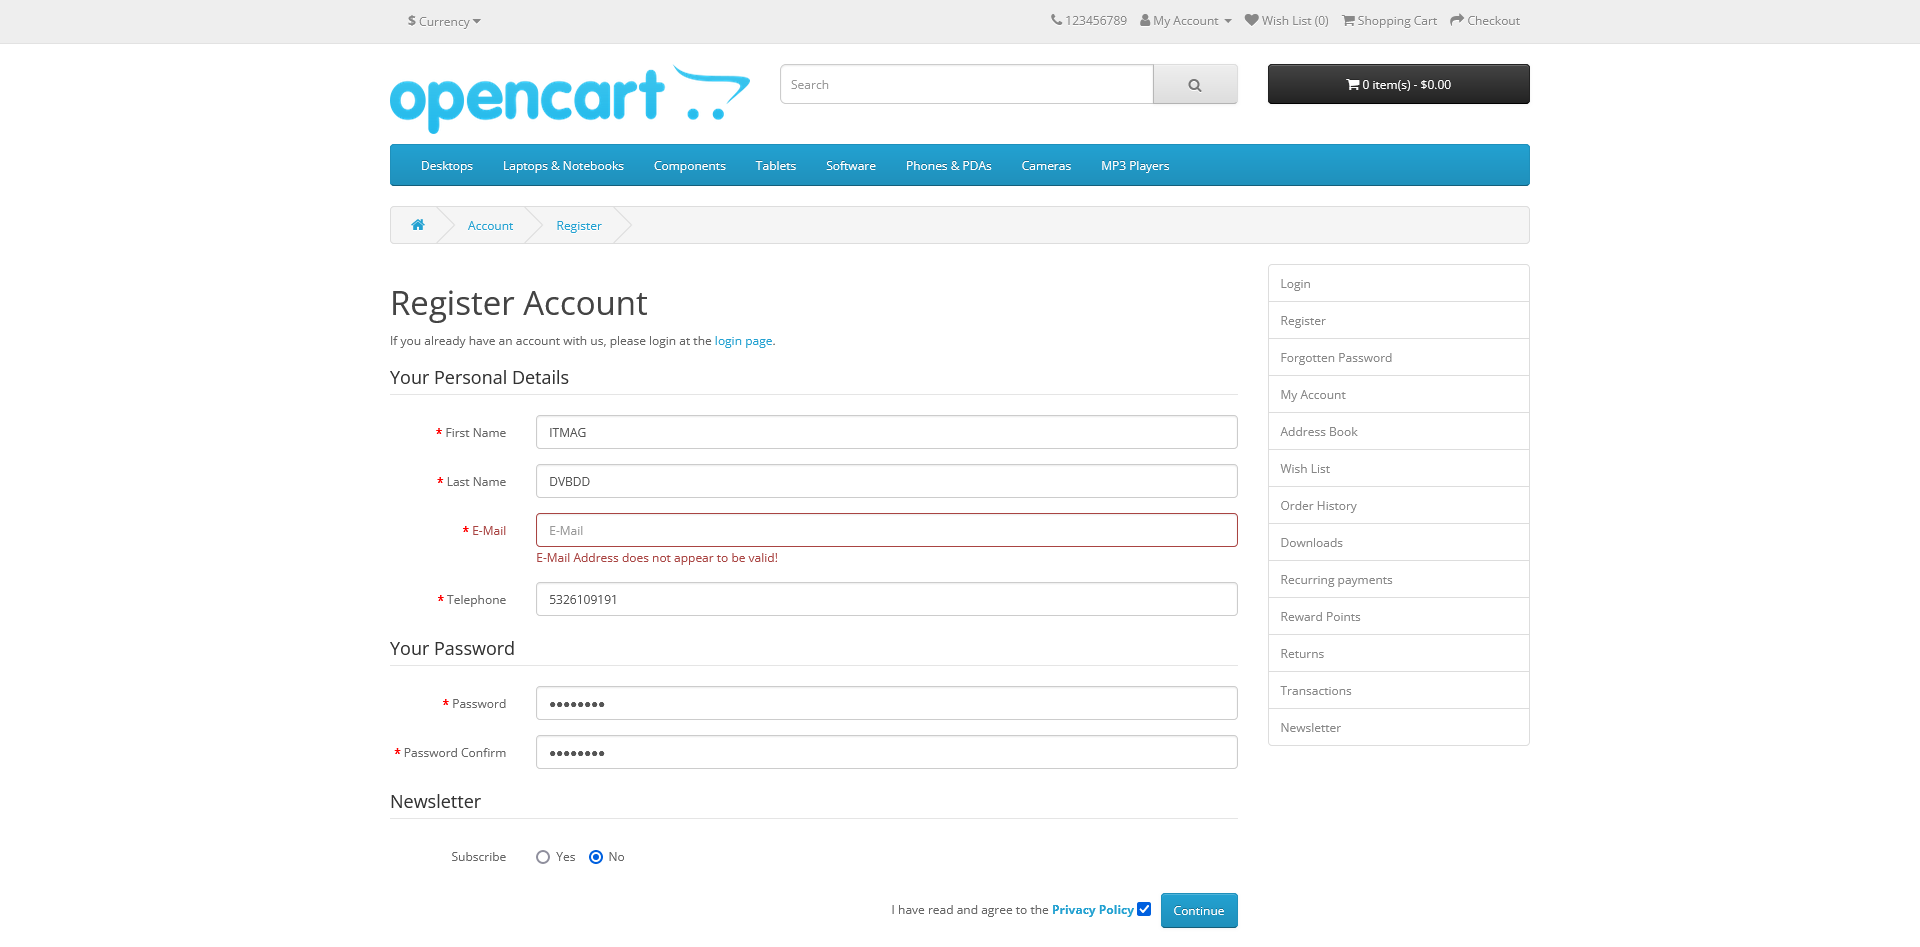 $ Currency
123456789 My Account Wish List (0) Shopping Cart Checkout
opencart
Search
0 item(s) - $0.00
Desktops Laptops & Notebooks Components Tablets Software Phones & PDAs Cameras MP3 Players
Account Register
Register Account
If you already have an account with us, please login at the login page.
Your Personal Details
* First Name ITMAG
* Last Name DVBDD
* E-Mail E-Mail
E-Mail Address does not appear to be valid!
* Telephone 5326109191
Your Password
* Password ••••••••
* Password Confirm ••••••••
Newsletter
Subscribe Yes No
I have read and agree to the Privacy Policy Continue
Login
Register
Forgotten Password
My Account
Address Book
Wish List
Order History
Downloads
Recurring payments
Reward Points
Returns
Transactions
Newsletter